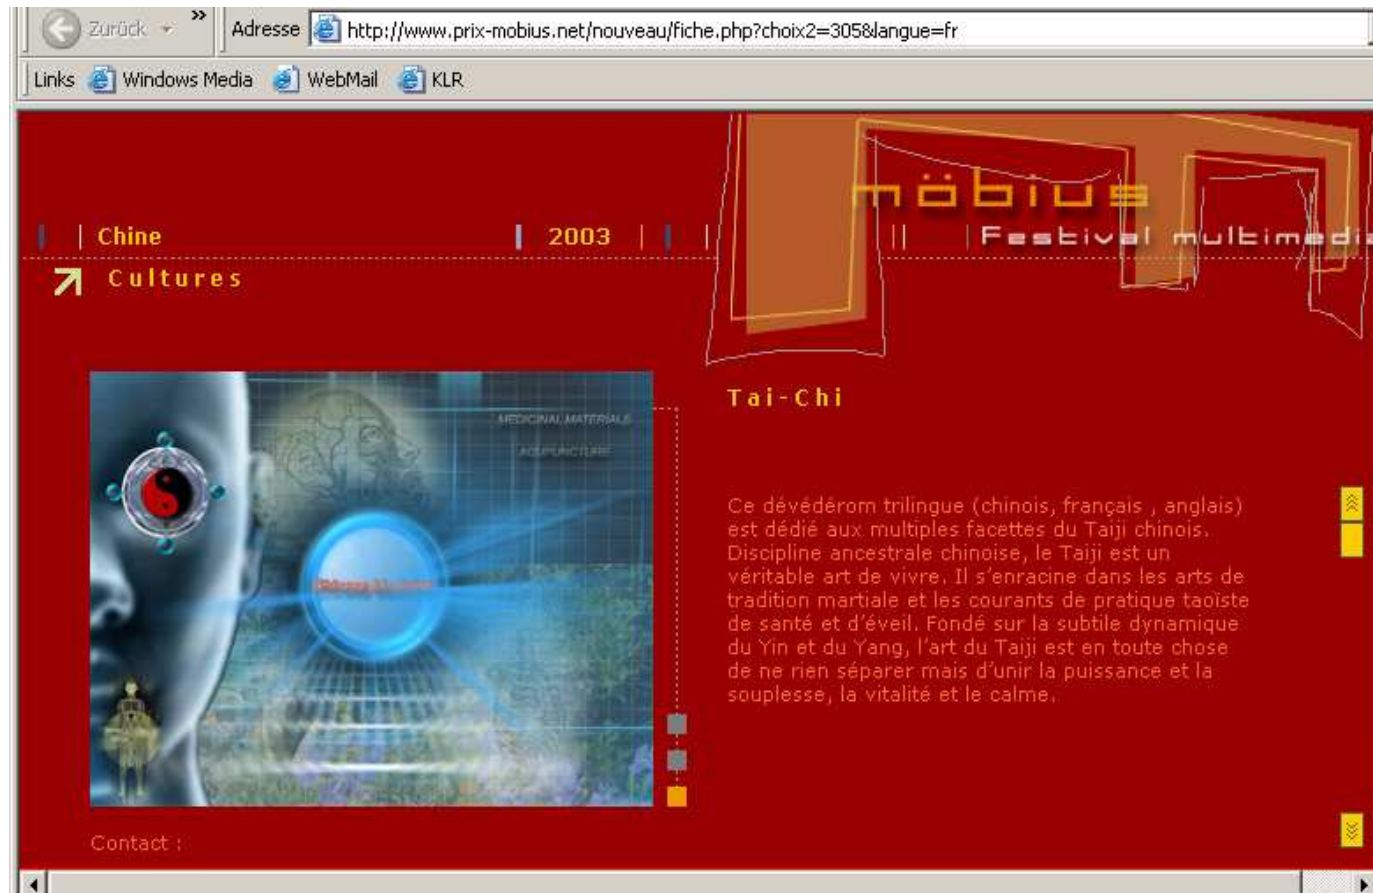 Zurück
»
Adresse http://www.prix-mobius.net/nouveau/fiche.php?choix2=305&langue=fr
Links Windows Media WebMail KLR
möbius
Chine 2003 Festival multimedia
Cultures
Tai-Chi
MEDICINAL MATERIALS
ACUPUNCTURE
Ce dévédérom trilingue (chinois, français , anglais)
est dédié aux multiples facettes du Taiji chinois.
Discipline ancestrale chinoise, le Taiji est un
véritable art de vivre. Il s'enracine dans les arts de
tradition martiale et les courants de pratique taoïste
de santé et d'éveil. Fondé sur la subtile dynamique
du Yin et du Yang, l'art du Taiji est en toute chose
de ne rien séparer mais d'unir la puissance et la
souplesse, la vitalité et le calme.
Contact :